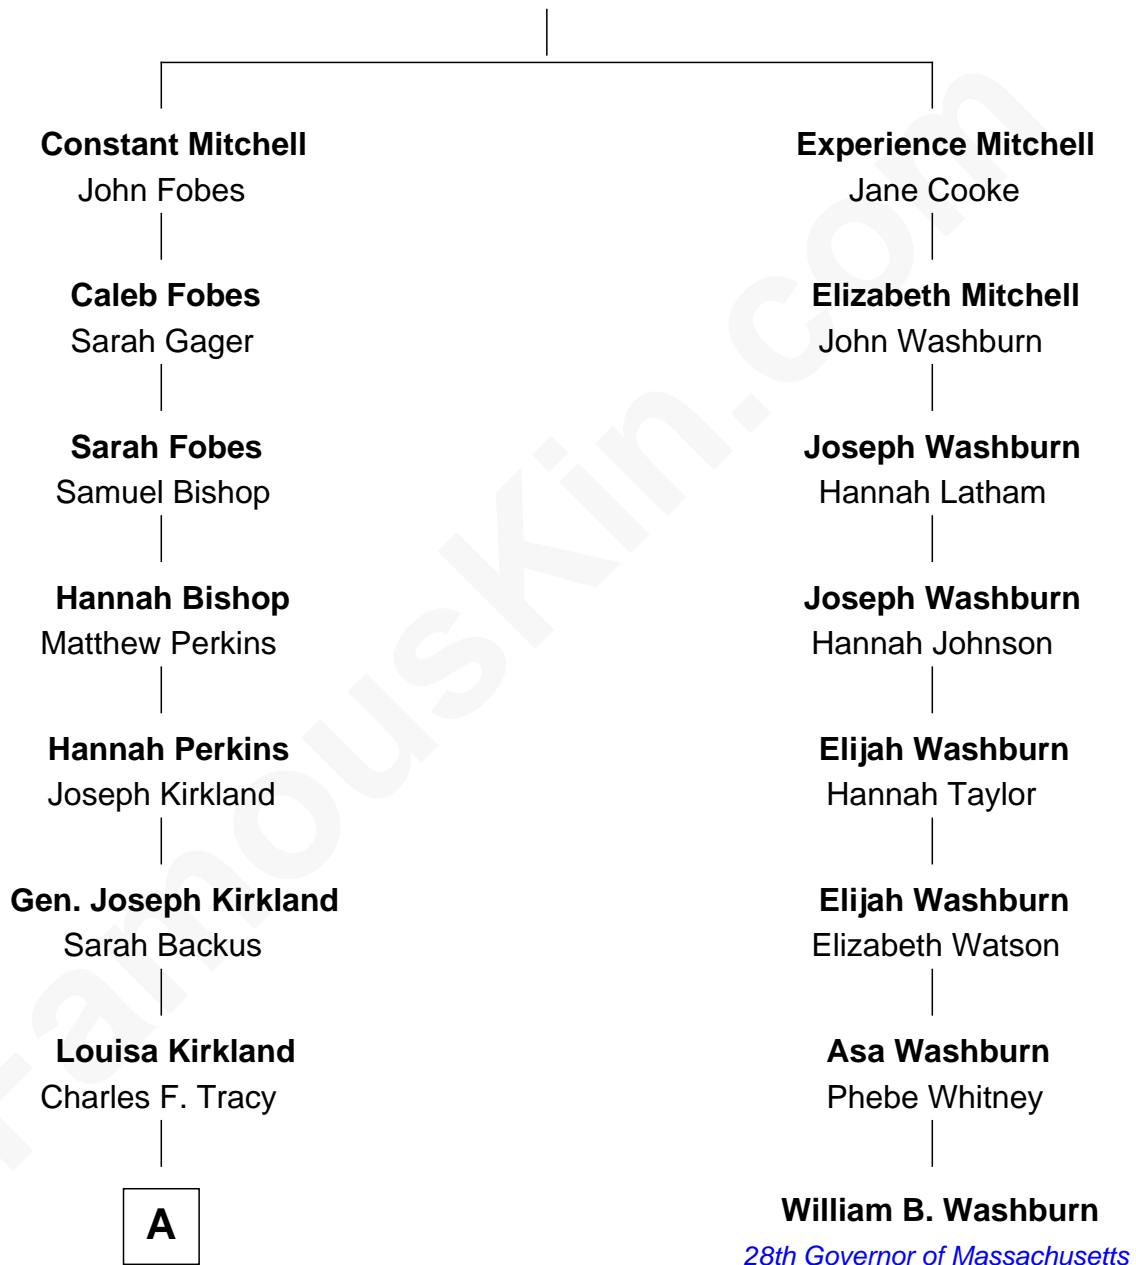 Constant Mitchell
John Fobes
Caleb Fobes
Sarah Gager
Sarah Fobes
Samuel Bishop
Hannah Bishop
Matthew Perkins
Hannah Perkins
Joseph Kirkland
Gen. Joseph Kirkland
Sarah Backus
Louisa Kirkland
Charles F. Tracy
A
Experience Mitchell
Jane Cooke
Elizabeth Mitchell
John Washburn
Joseph Washburn
Hannah Latham
Joseph Washburn
Hannah Johnson
Elijah Washburn
Hannah Taylor
Elijah Washburn
Elizabeth Watson
Asa Washburn
Phebe Whitney
William B. Washburn
28th Governor of Massachusetts
FamousKin.com